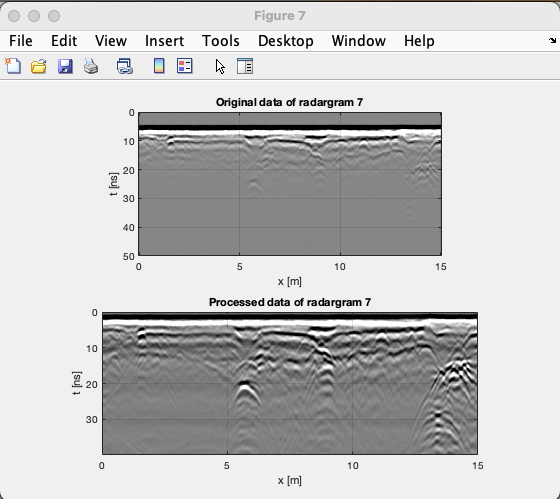 Figure 7
File Edit View Insert Tools Desktop Window Help
Original data of radargram 7
0
10
20
30
40
50
t [ns]
0 5 10 15
x [m]
Processed data of radargram 7
0
10
20
30
t [ns]
0 5 10 15
x [m]